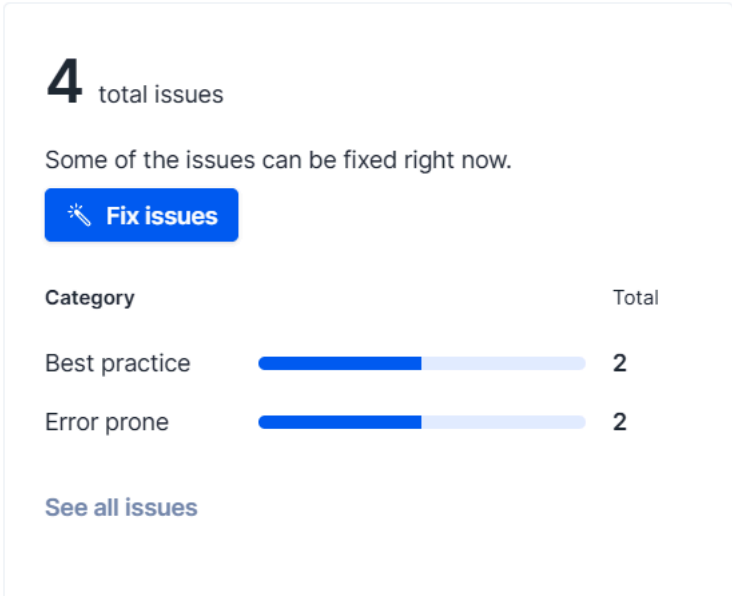 4 total issues
Some of the issues can be fixed right now.
Fix issues
Category Total
Best practice 2
Error prone 2
See all issues